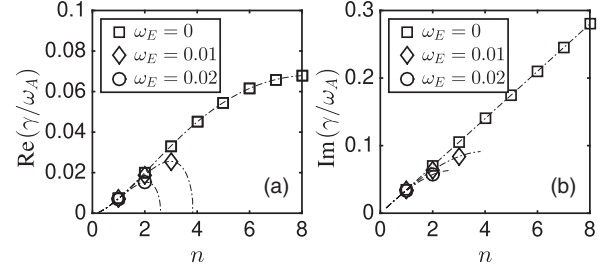 0.1
0.08
0.06
0.04
0.02
0
0 2 4 6 8
n
Re(γ/ω_A)
ω_E = 0
ω_E = 0.01
ω_E = 0.02
(a)
0.3
0.2
0.1
0
0 2 4 6 8
n
Im(γ/ω_A)
ω_E = 0
ω_E = 0.01
ω_E = 0.02
(b)